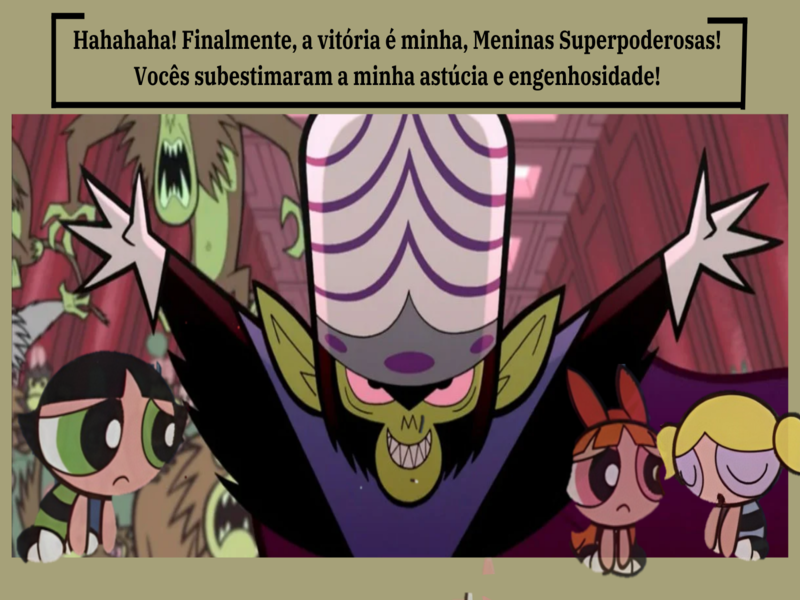 Hahahaha! Finalmente, a vitória é minha, Meninas Superpoderosas!
Vocês subestimaram a minha astúcia e engenhosidade!